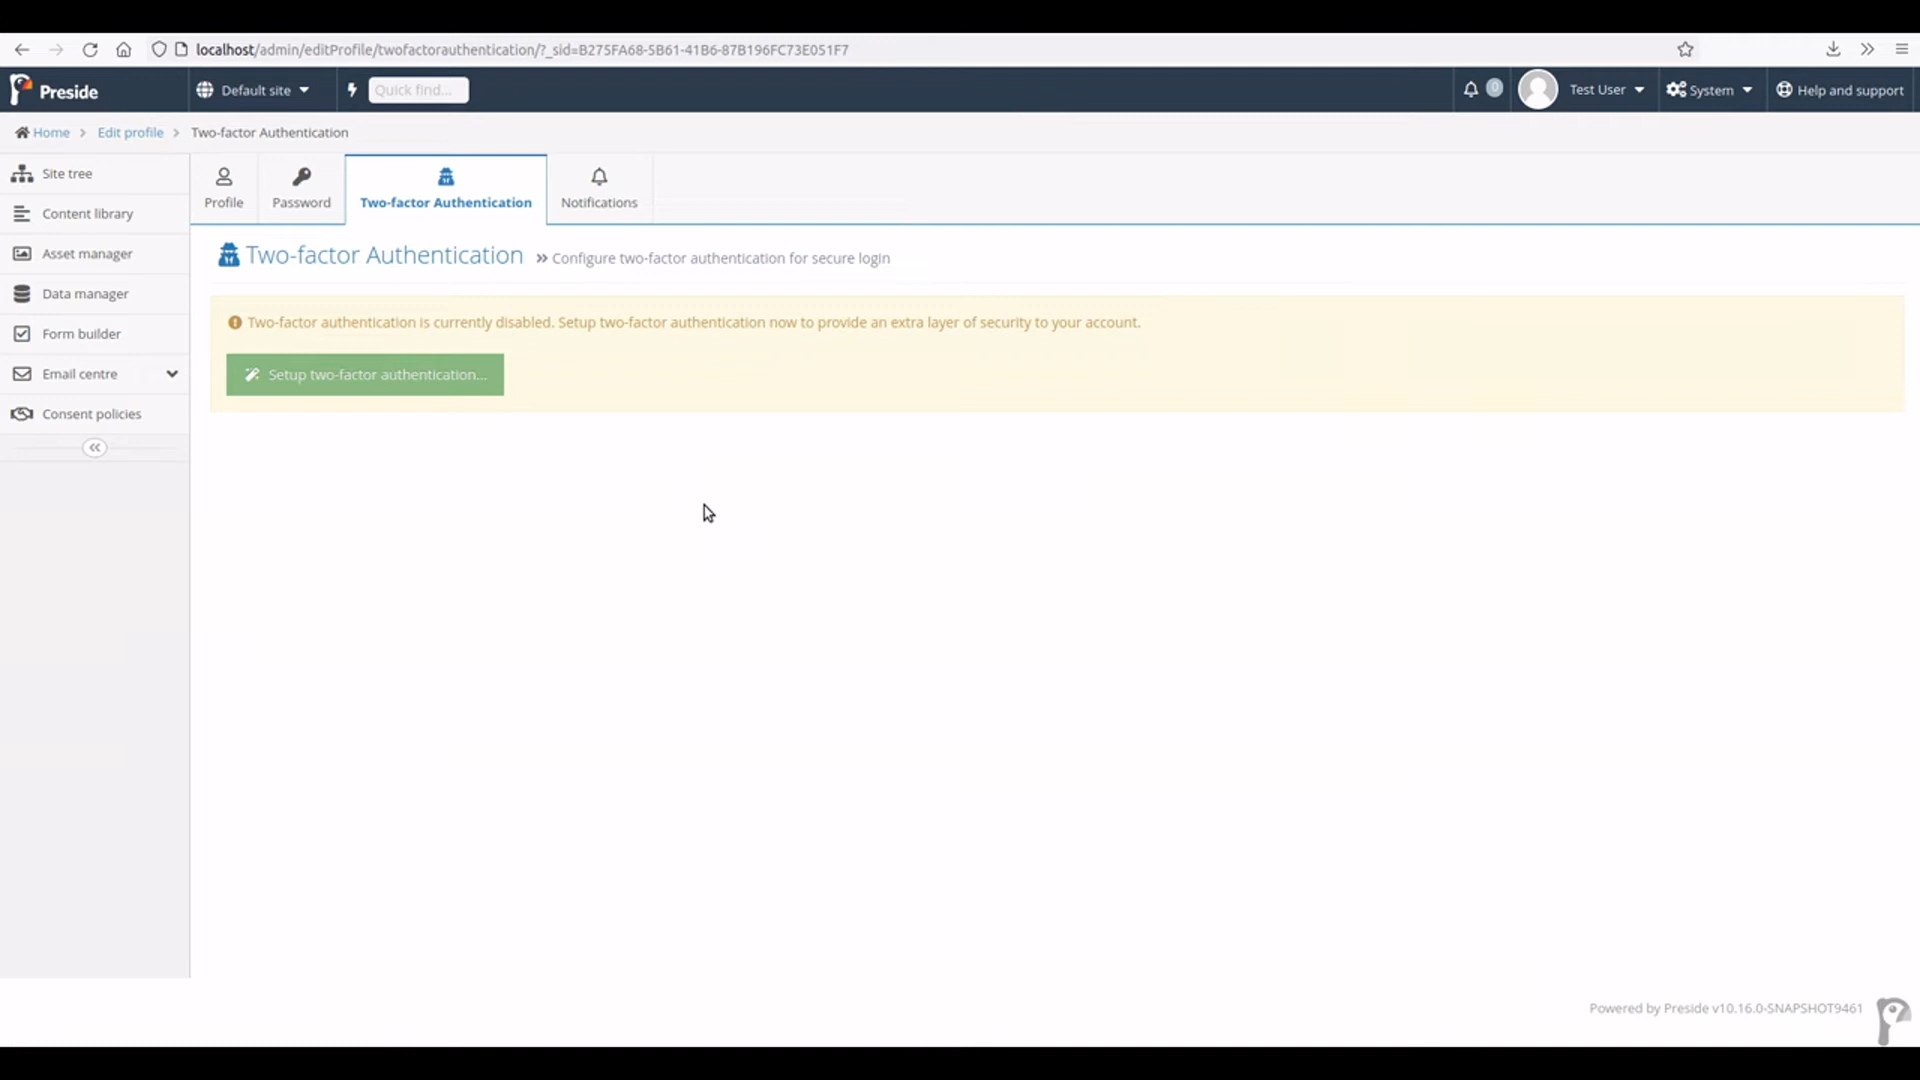 localhost/admin/editProfile/twofactorauthentication/?_sid=B275FA68-5B61-41B6-87B196FC73E051F7
Preside
Default site
Quick find...
0
Test User
System
Help and support
Home > Edit profile > Two-factor Authentication
Site tree
Content library
Asset manager
Data manager
Form builder
Email centre
Consent policies
Profile
Password
Two-factor Authentication
Notifications
Two-factor Authentication » Configure two-factor authentication for secure login
Two-factor authentication is currently disabled. Setup two-factor authentication now to provide an extra layer of security to your account.
Setup two-factor authentication...
Powered by Preside v10.16.0-SNAPSHOT9461